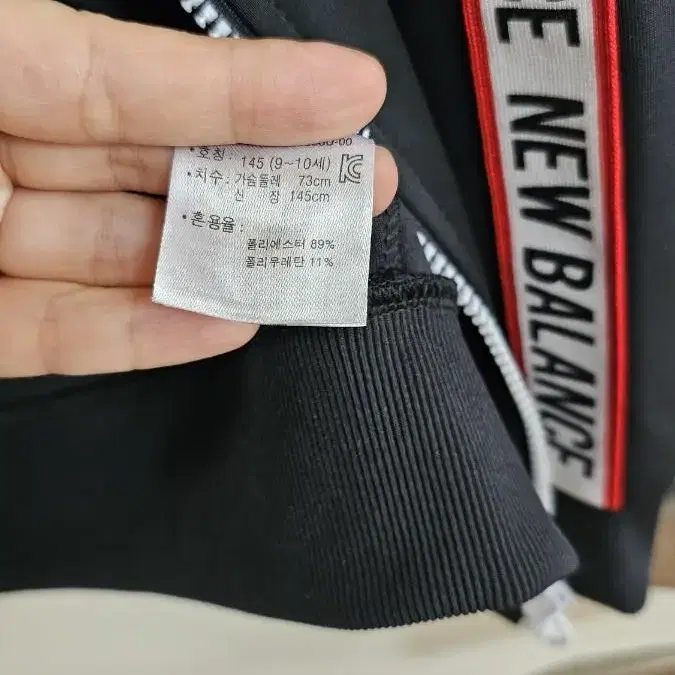 · 호칭 : 145 (9~10세)
· 치수 : 가슴둘레 73cm
신 장 145cm
· 혼용율 :
폴리에스터 89%
폴리우레탄 11%
NEW BALANCE